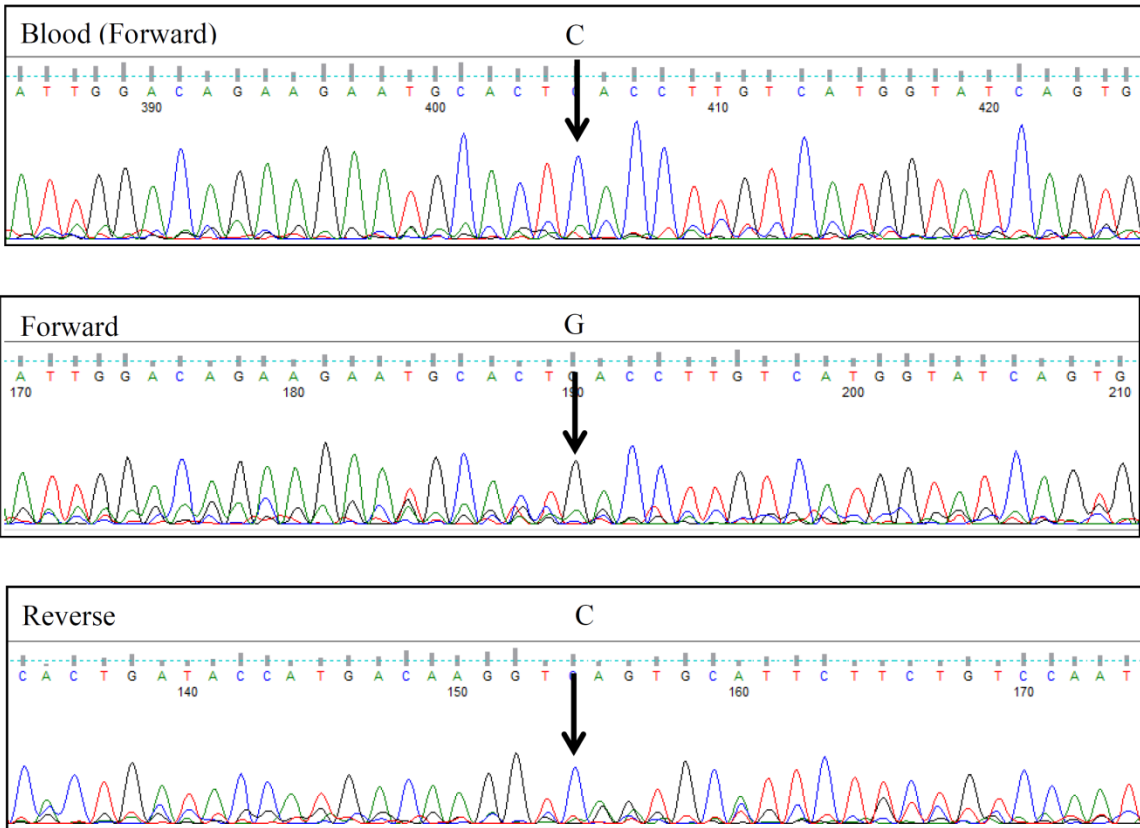 Blood (Forward) C
A T T G G A C A G A A G A A T G C A C T C A C C T T G T C A T G G T A T C A G T G
390 400 410 420
Forward G
A T T G G A C A G A A G A A T G C A C T G A C C T T G T C A T G G T A T C A G T G
170 180 190 200 210
Reverse C
C A C T G A T A C C A T G A C A A G G T C A G T G C A T T C T T C T G T C C A A T
140 150 160 170